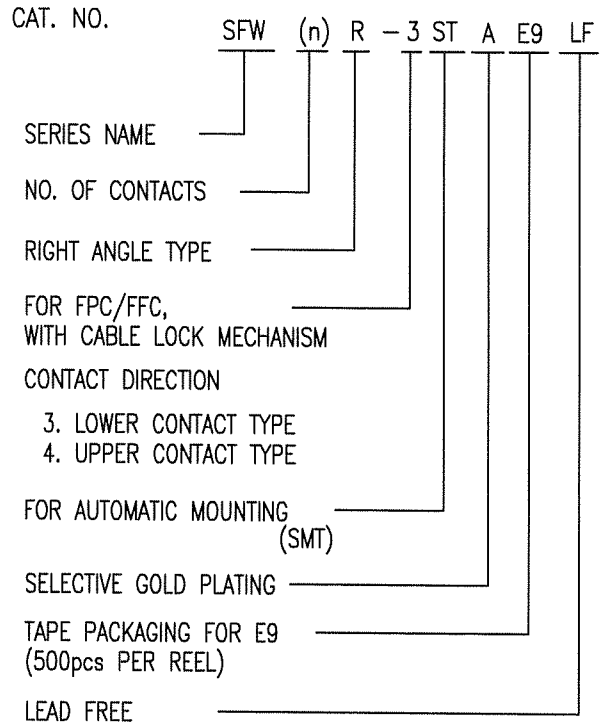 CAT. NO.
SFW (n) R - 3 ST A E9 LF
SERIES NAME
NO. OF CONTACTS
RIGHT ANGLE TYPE
FOR FPC/FFC,
WITH CABLE LOCK MECHANISM
CONTACT DIRECTION
3. LOWER CONTACT TYPE
4. UPPER CONTACT TYPE
FOR AUTOMATIC MOUNTING
(SMT)
SELECTIVE GOLD PLATING
TAPE PACKAGING FOR E9
(500pcs PER REEL)
LEAD FREE